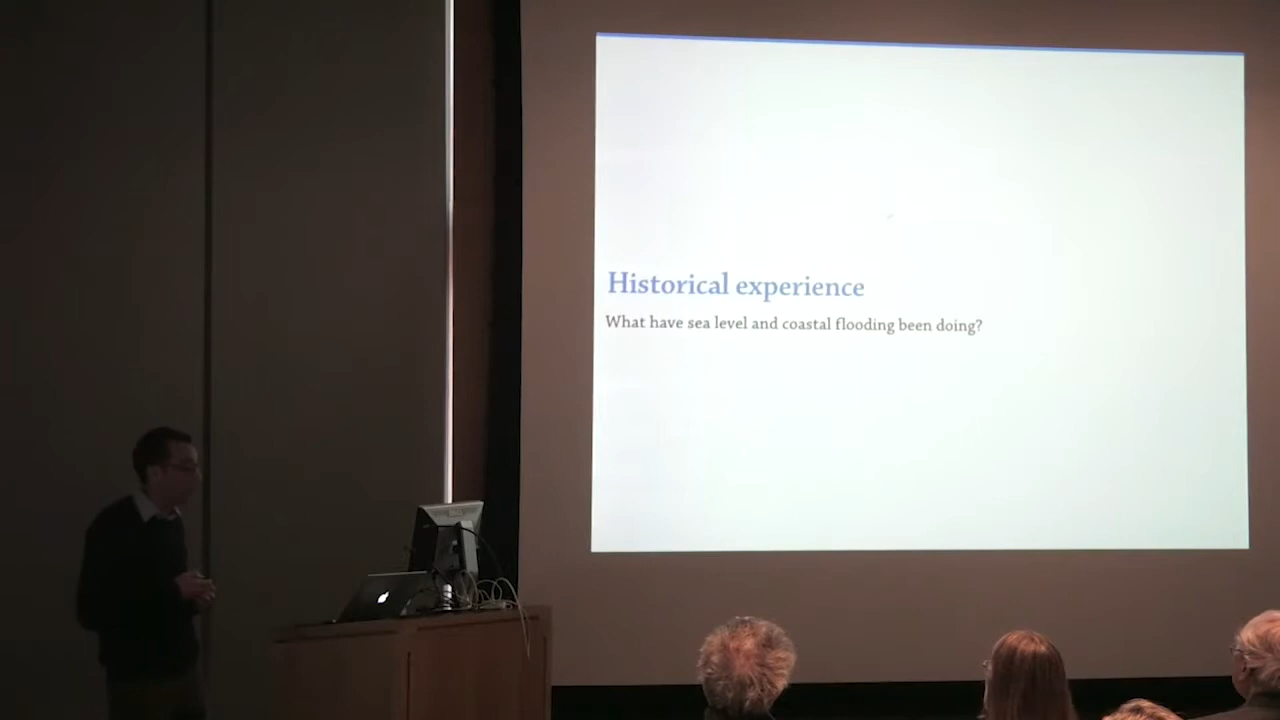 Historical experience
What have sea level and coastal flooding been doing?